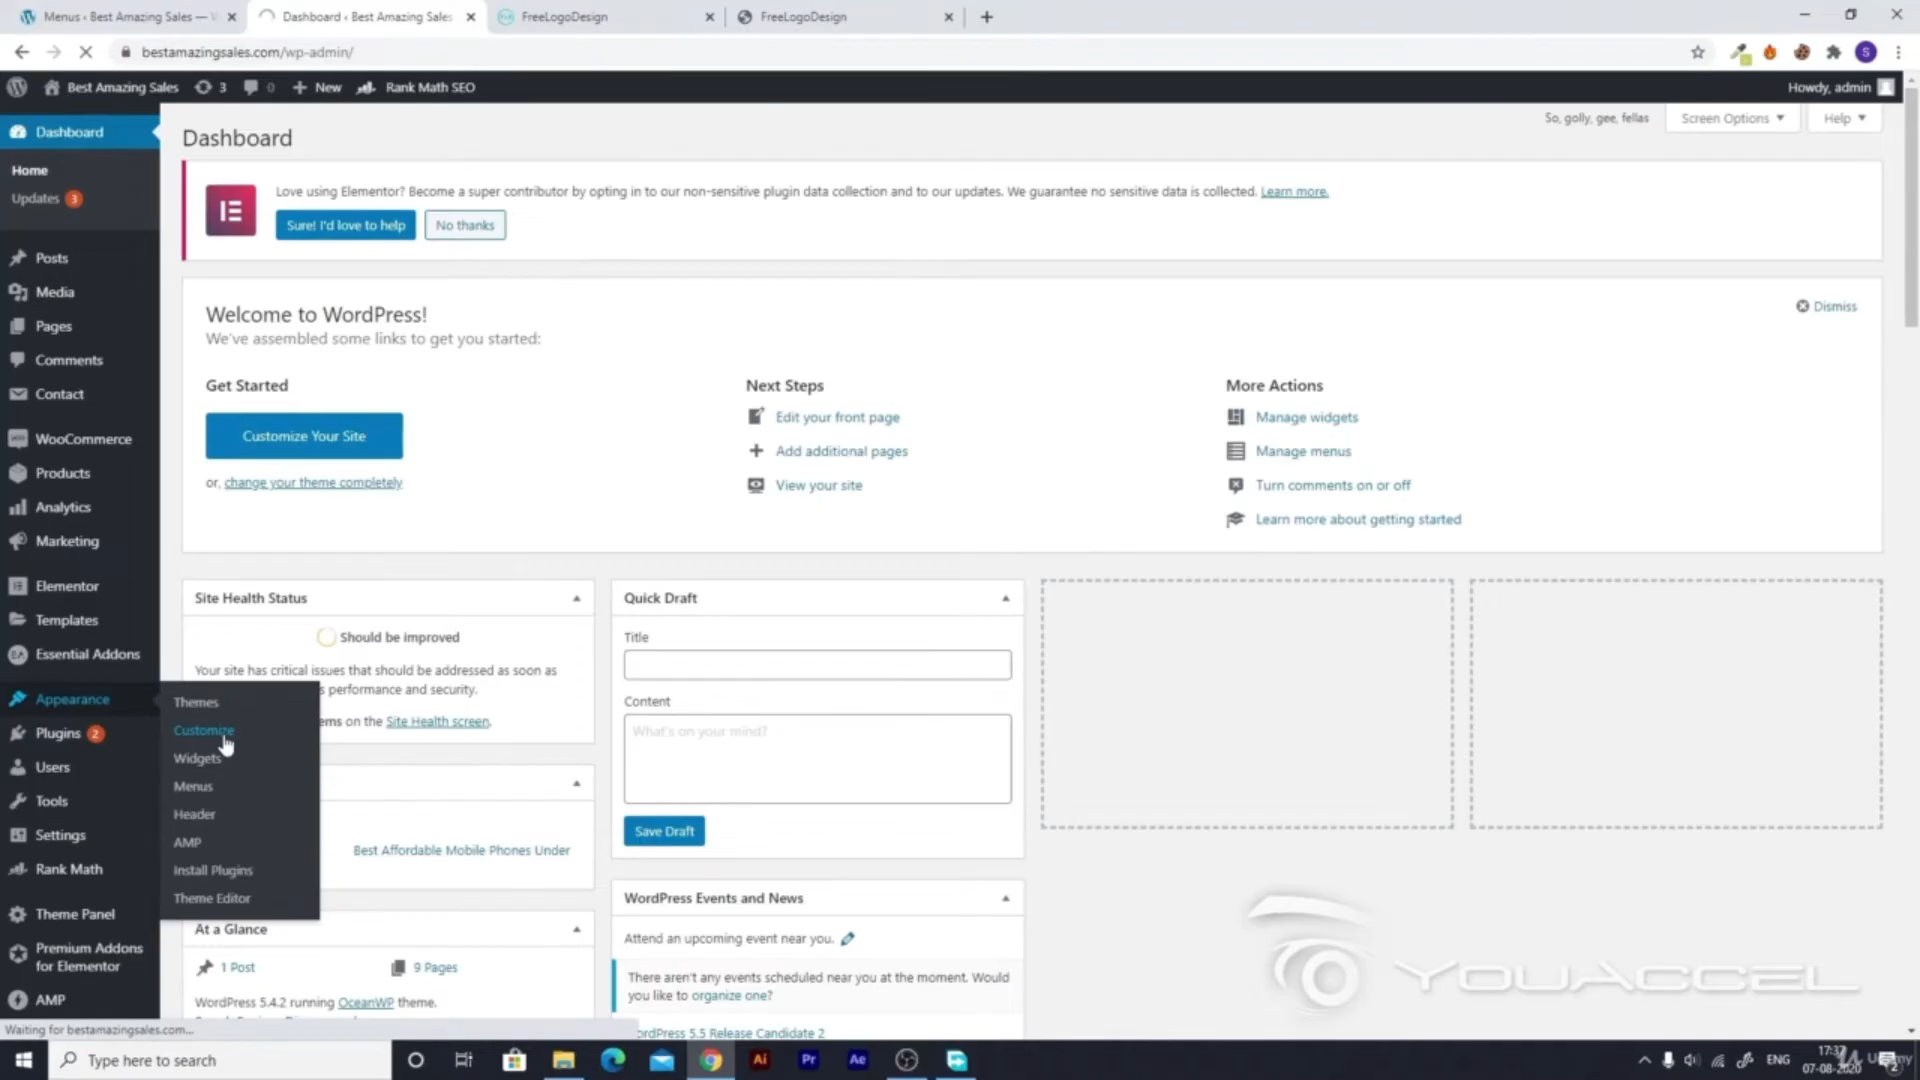 Menus ‹ Best Amazing Sales — W
Dashboard ‹ Best Amazing Sales
FreeLogoDesign
FreeLogoDesign
bestamazingsales.com/wp-admin/
Best Amazing Sales 3 0 New Rank Math SEO
Howdy, admin
Dashboard
Home
Updates 3
Posts
Media
Pages
Comments
Contact
WooCommerce
Products
Analytics
Marketing
Elementor
Templates
Essential Addons
Appearance
Plugins 2
Users
Tools
Settings
Rank Math
Theme Panel
Premium Addons
for Elementor
AMP
Themes
Customize
Widgets
Menus
Header
AMP
Install Plugins
Theme Editor
Dashboard
So, golly, gee, fellas
Screen Options
Help
Love using Elementor? Become a super contributor by opting in to our non-sensitive plugin data collection and to our updates. We guarantee no sensitive data is collected. Learn more.
Sure! I'd love to help
No thanks
Welcome to WordPress!
Dismiss
We've assembled some links to get you started:
Get Started
Customize Your Site
or, change your theme completely
Next Steps
Edit your front page
Add additional pages
View your site
More Actions
Manage widgets
Manage menus
Turn comments on or off
Learn more about getting started
Site Health Status
Should be improved
Your site has critical issues that should be addressed as soon as
performance and security.
on the Site Health screen.
Best Affordable Mobile Phones Under
At a Glance
1 Post
9 Pages
WordPress 5.4.2 running OceanWP theme.
Quick Draft
Title
Content
What's on your mind?
Save Draft
WordPress Events and News
Attend an upcoming event near you.
There aren't any events scheduled near you at the moment. Would
you like to organize one?
WordPress 5.5 Release Candidate 2
YOUACCEL
Waiting for bestamazingsales.com...
Type here to search
Ai
Pr
Ae
ENG
07-08-2020
Udemy
2